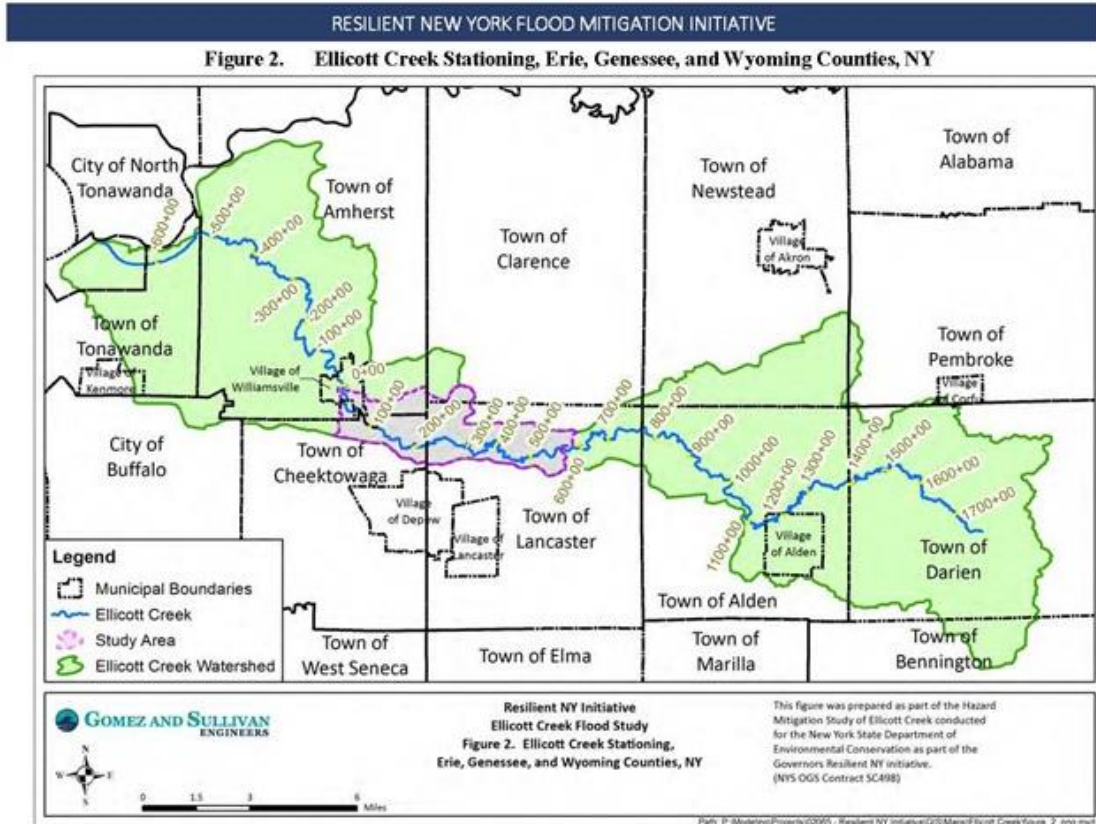 RESILIENT NEW YORK FLOOD MITIGATION INITIATIVE
Figure 2. Ellicott Creek Stationing, Erie, Genessee, and Wyoming Counties, NY
City of North
Tonawanda
Town of
Amherst
Town of
Clarence
Town of
Newstead
Village
of Akron
Town of
Alabama
-600+00
-500+00
-400+00
-300+00
-200+00
-100+00
0+00
Town of
Tonawanda
Village of
Kenmore
Village of
Williamsville
Town of
Pembroke
Village
of Corfu
100+00
200+00
300+00
400+00
500+00
600+00
700+00
800+00
900+00
1000+00
1100+00
1200+00
1300+00
1400+00
1500+00
1600+00
1700+00
City of
Buffalo
Town of
Cheektowaga
Village
of Depew
Village of
Lancaster
Town of
Lancaster
Village
of Alden
Town of
Darien
Town of Alden
Town of
West Seneca
Town of Elma
Town of
Marilla
Town of
Bennington
Legend
Municipal Boundaries
Ellicott Creek
Study Area
Ellicott Creek Watershed
GOMEZ AND SULLIVAN
ENGINEERS
N
W E
S
0 1.5 3 6
Miles
Resilient NY Initiative
Ellicott Creek Flood Study
Figure 2. Ellicott Creek Stationing,
Erie, Genessee, and Wyoming Counties, NY
This figure was prepared as part of the Hazard
Mitigation Study of Ellicott Creek conducted
for the New York State Department of
Environmental Conservation as part of the
Governors Resilient NY initiative.
(NYS OGS Contract SC498)